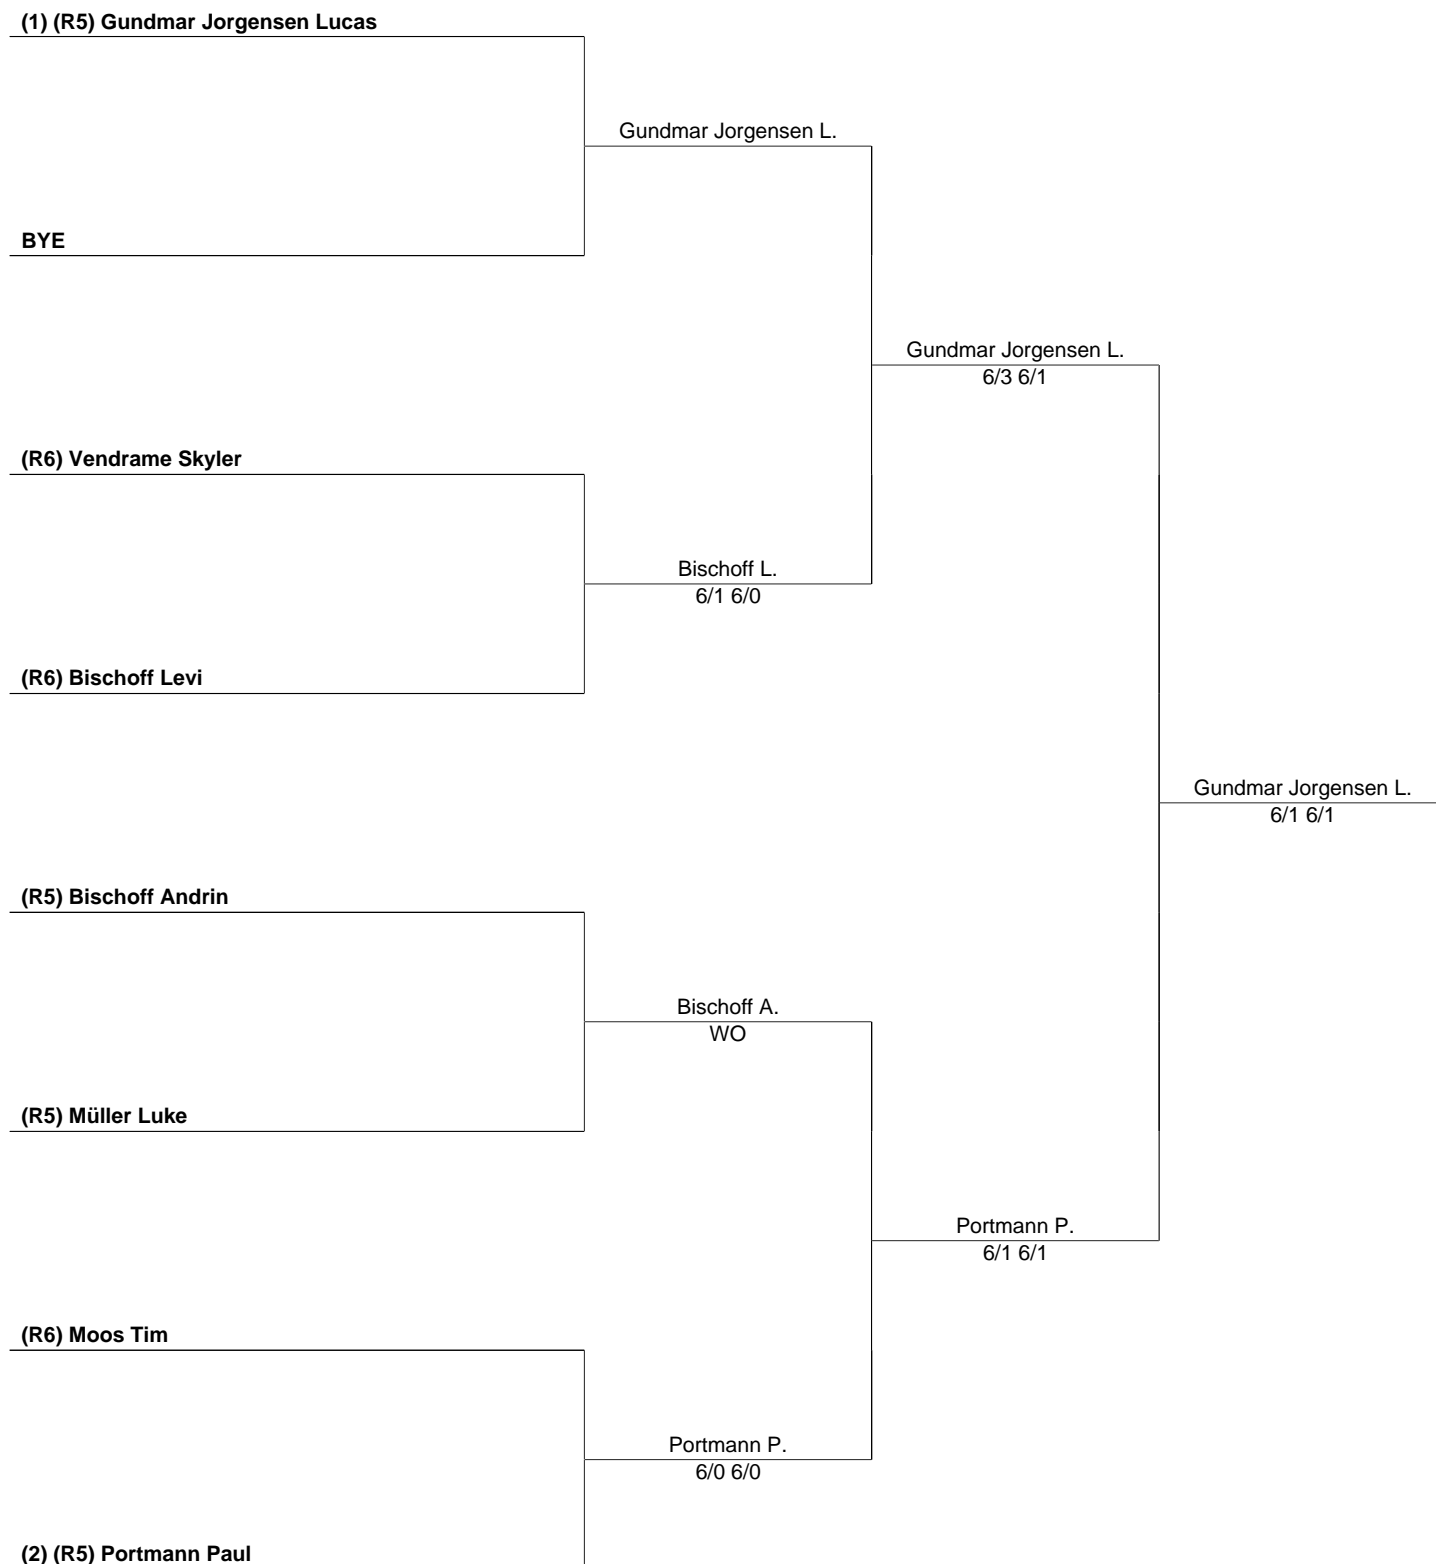 (1) (R5) Gundmar Jorgensen Lucas
Gundmar Jorgensen L.
BYE
Gundmar Jorgensen L.
6/3 6/1
(R6) Vendrame Skyler
Bischoff L.
6/1 6/0
(R6) Bischoff Levi
Gundmar Jorgensen L.
6/1 6/1
(R5) Bischoff Andrin
Bischoff A.
WO
(R5) Müller Luke
Portmann P.
6/1 6/1
(R6) Moos Tim
Portmann P.
6/0 6/0
(2) (R5) Portmann Paul